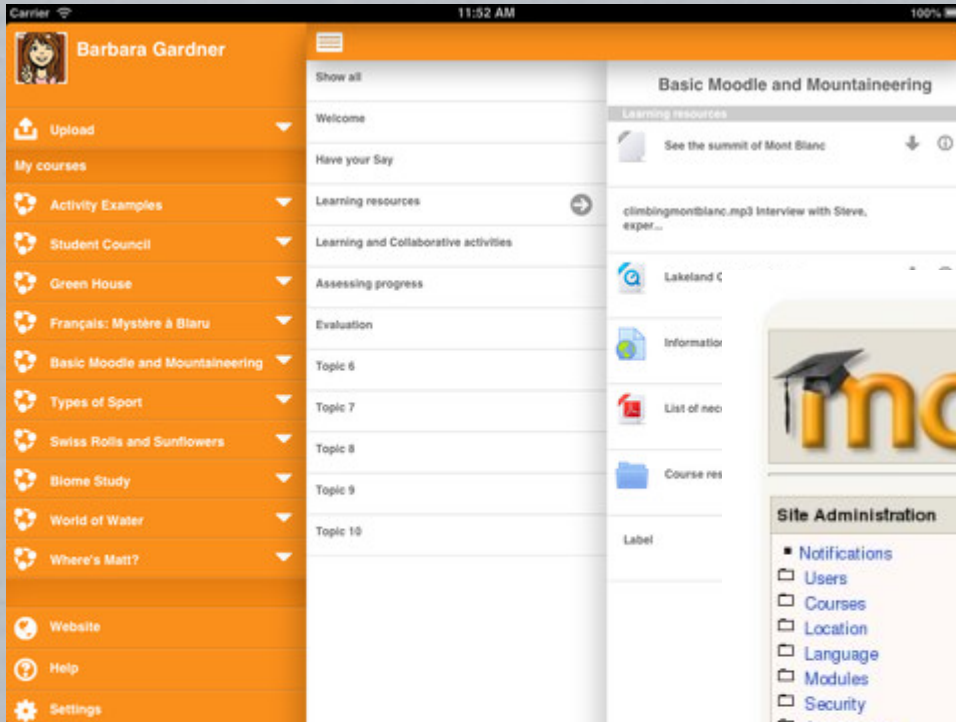 Carrier
11:52 AM
100%
Barbara Gardner
Upload
My courses
Activity Examples
Student Council
Green House
Français: Mystère à Blaru
Basic Moodle and Mountaineering
Types of Sport
Swiss Rolls and Sunflowers
Biome Study
World of Water
Where's Matt?
Website
Help
Settings
Show all
Welcome
Have your Say
Learning resources
Learning and Collaborative activities
Assessing progress
Evaluation
Topic 6
Topic 7
Topic 8
Topic 9
Topic 10
Basic Moodle and Mountaineering
Learning resources
See the summit of Mont Blanc
climbingmontblanc.mp3 Interview with Steve,
exper...
Lakeland
Information
List of nec
Course res
Label
mo
Site Administration
Notifications
Users
Courses
Location
Language
Modules
Security